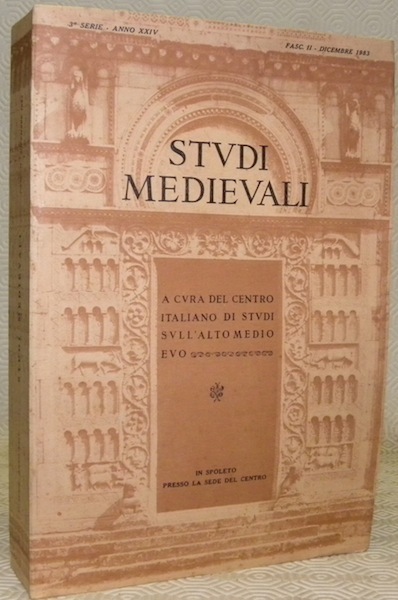 3ª SERIE - ANNO XXIV
FASC. II - DICEMBRE 1983
STVDI
MEDIEVALI
A CVRA DEL CENTRO
ITALIANO DI STVDI
SVLL'ALTO MEDIO
EVO
IN SPOLETO
PRESSO LA SEDE DEL CENTRO